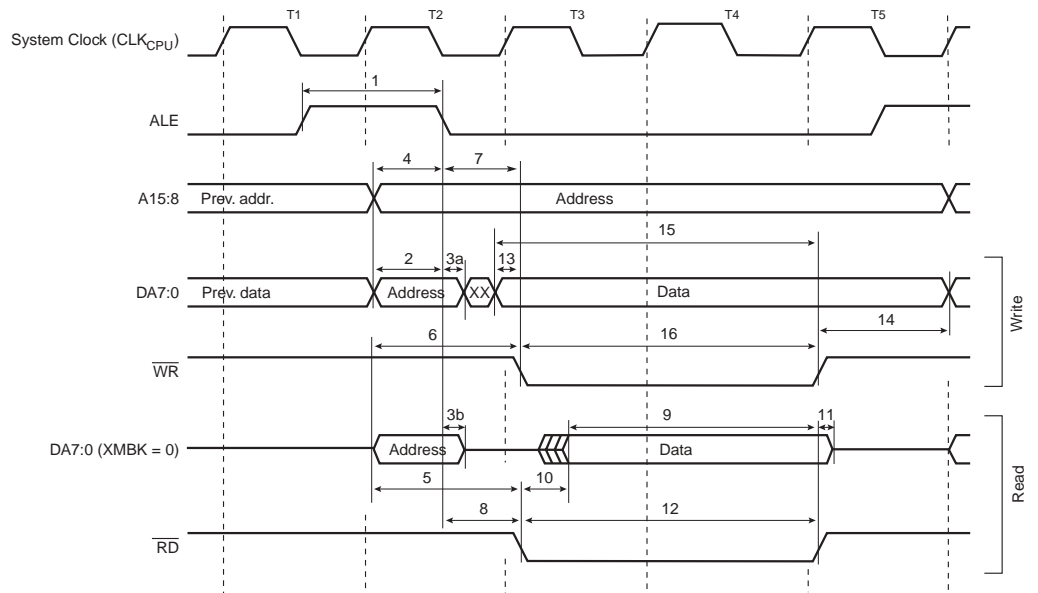 T1 T2 T3 T4 T5
System Clock (CLKCPU)
1
ALE
4 7
A15:8 Prev. addr. Address
15
2 3a 13
DA7:0 Prev. data Address XX Data
14
6 16
WR
Write
3b 9 11
DA7:0 (XMBK = 0) Address Data
5 10
8 12
RD
Read